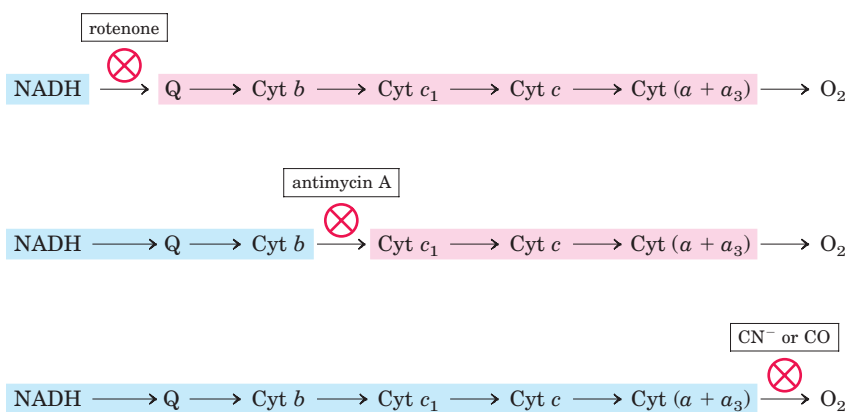 rotenone
NADH → Q → Cyt b → Cyt c₁ → Cyt c → Cyt (a + a₃) → O₂
antimycin A
NADH → Q → Cyt b → Cyt c₁ → Cyt c → Cyt (a + a₃) → O₂
CN⁻ or CO
NADH → Q → Cyt b → Cyt c₁ → Cyt c → Cyt (a + a₃) → O₂